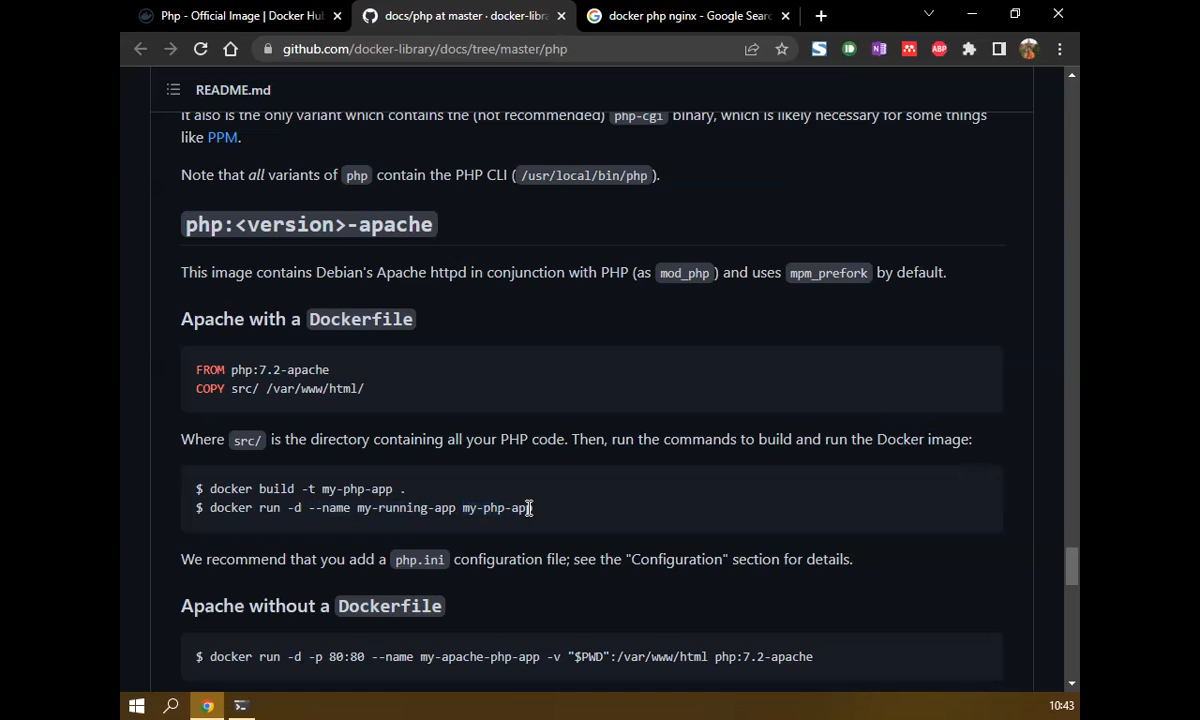 Php - Official Image | Docker Hu
docs/php at master · docker-libra
docker php nginx - Google Searc
github.com/docker-library/docs/tree/master/php
ABP
README.md
It also is the only variant which contains the (not recommended) php-cgi binary, which is likely necessary for some things
like PPM.
Note that all variants of php contain the PHP CLI ( /usr/local/bin/php ).
php:<version>-apache
This image contains Debian's Apache httpd in conjunction with PHP (as mod_php ) and uses mpm_prefork by default.
Apache with a Dockerfile
FROM php:7.2-apache
COPY src/ /var/www/html/
Where src/ is the directory containing all your PHP code. Then, run the commands to build and run the Docker image:
$ docker build -t my-php-app .
$ docker run -d --name my-running-app my-php-app
We recommend that you add a php.ini configuration file; see the "Configuration" section for details.
Apache without a Dockerfile
$ docker run -d -p 80:80 --name my-apache-php-app -v "$PWD":/var/www/html php:7.2-apache
10:43